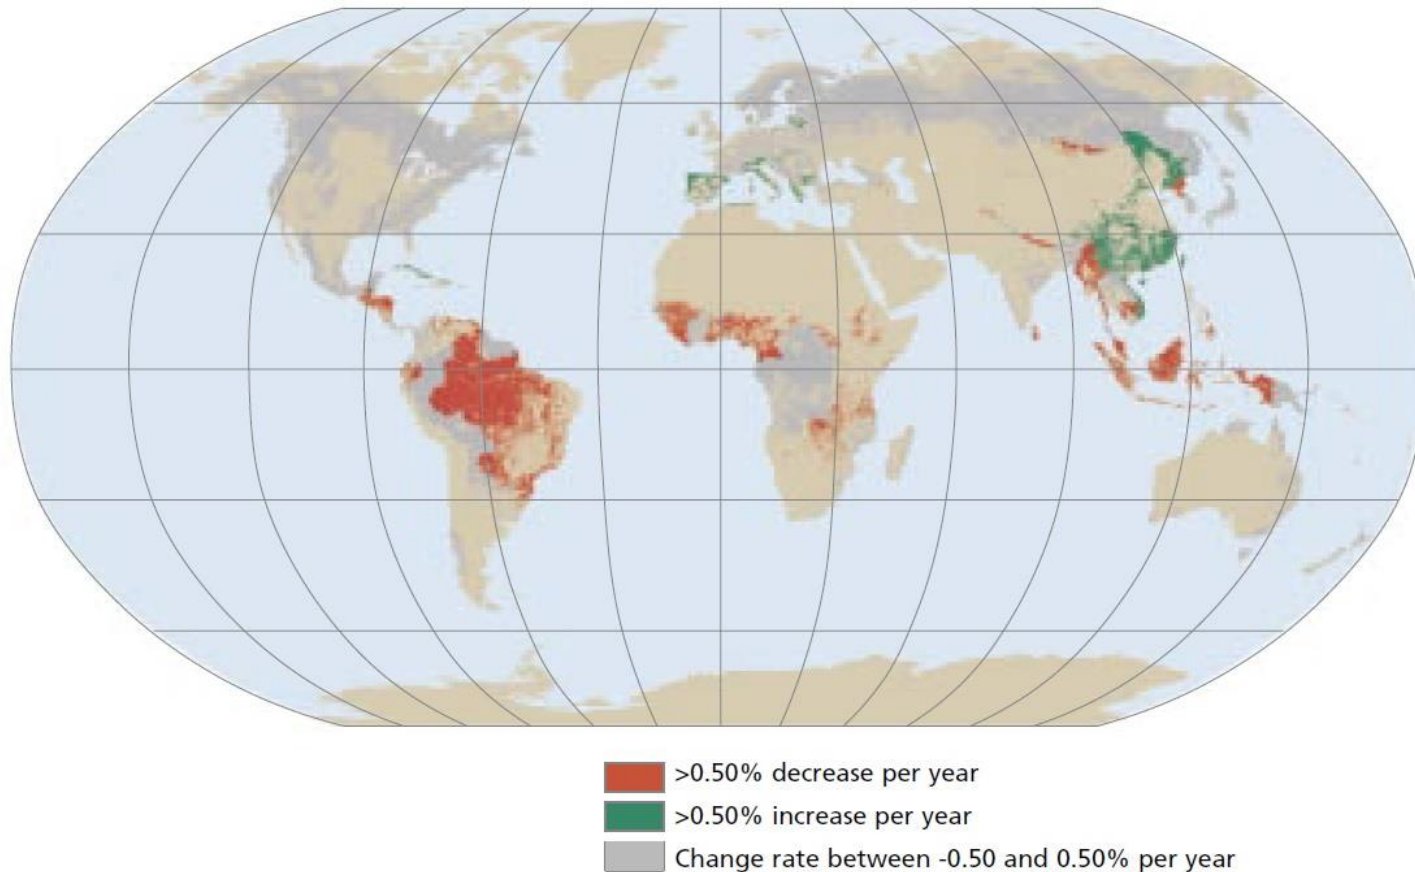 >0.50% decrease per year
>0.50% increase per year
Change rate between -0.50 and 0.50% per year